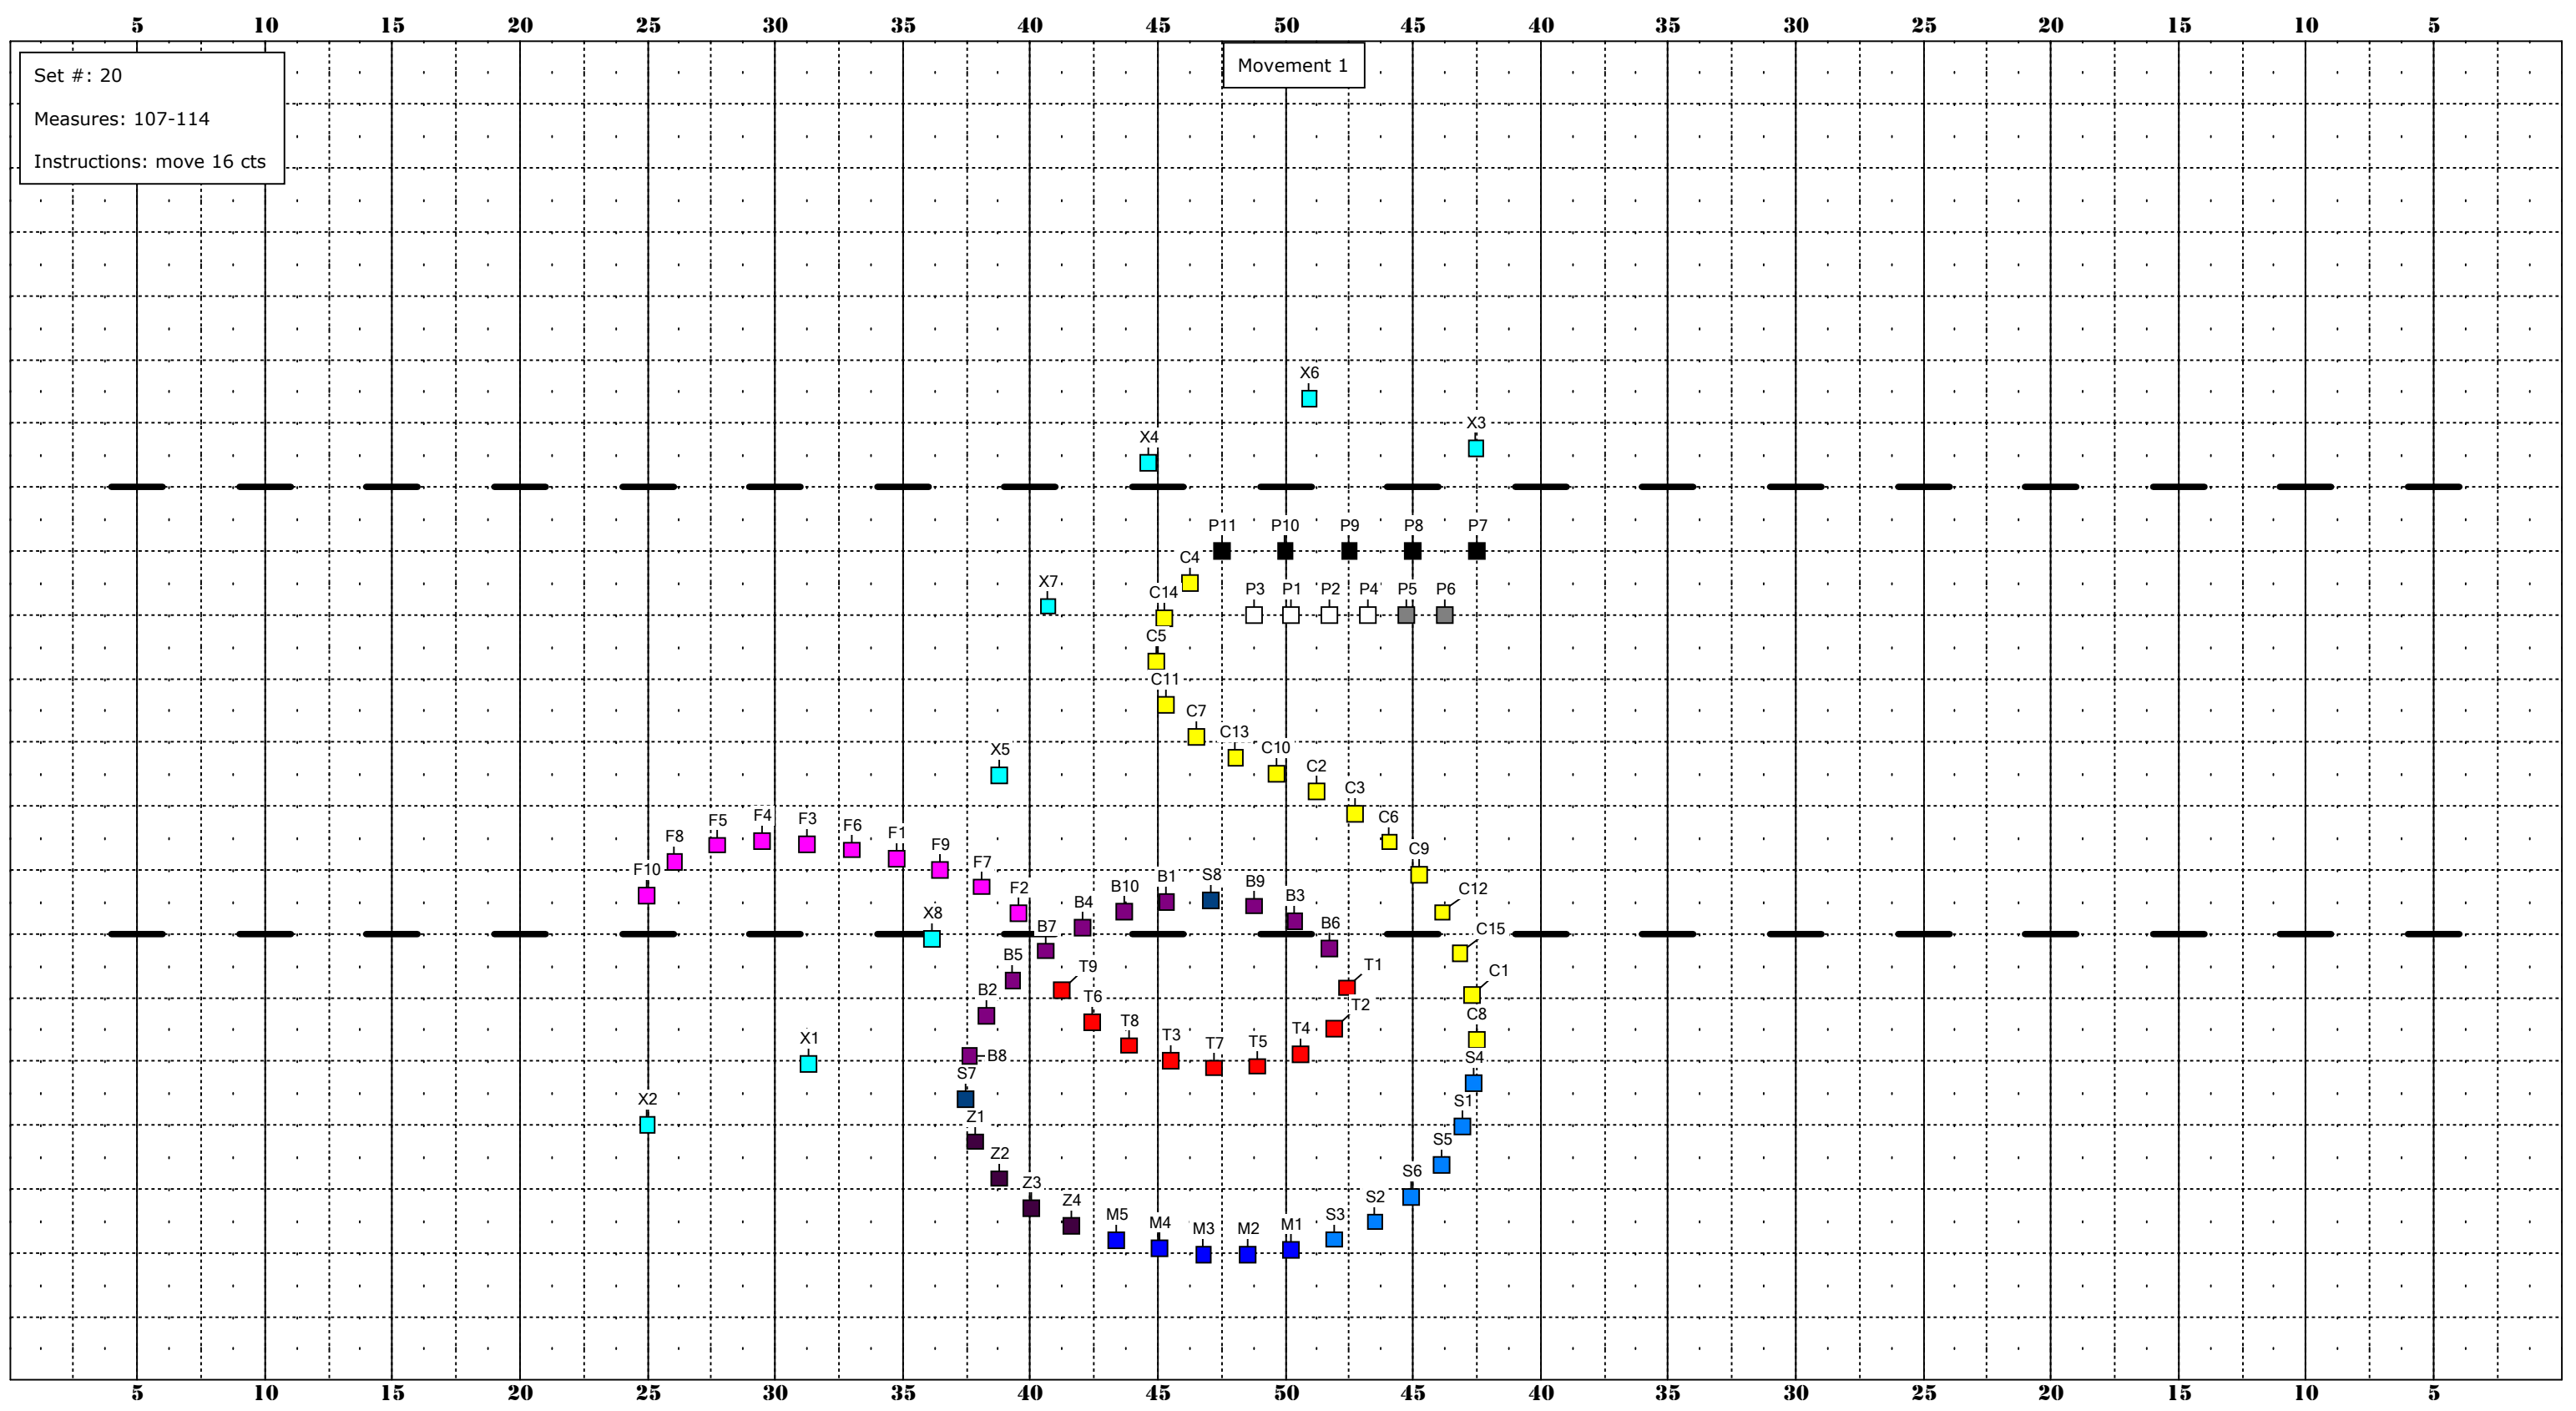 5 10 15 20 25 30 35 40 45 50 45 40 35 30 25 20 15 10 5
Set #: 20
Measures: 107-114
Instructions: move 16 cts
Movement 1
X6
X3
X4
P11 P10 P9 P8 P7
C4
X7 C14 P3 P1 P2 P4 P5 P6
C5
C11
C7
C13
X5 C10
C2
C3
F4 F3 F5 F6 F1 C6
F8 F9 C9
F10 F7
F2 B10 B1 S8 B9 B3 C12
X8 B7 B4 B6 C15
B5 T9 T1 C1
B2 T6 T2
X1 B8 T8 T3 T7 T5 T4 C8
S7 S4
X2 Z1 S1
Z2 S5
Z3 S6
Z4 M5 M4 M3 M2 M1 S3 S2
5 10 15 20 25 30 35 40 45 50 45 40 35 30 25 20 15 10 5